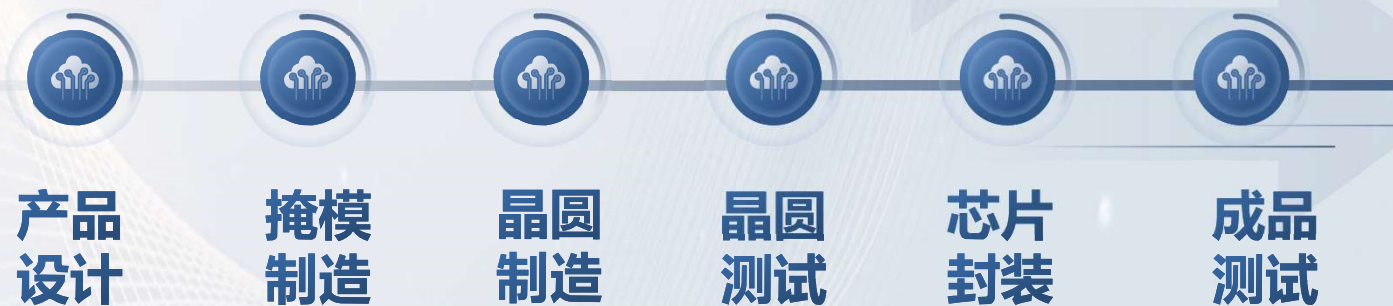 产品 掩模 晶圆 晶圆 芯片 成品
设计 制造 制造 测试 封装 测试